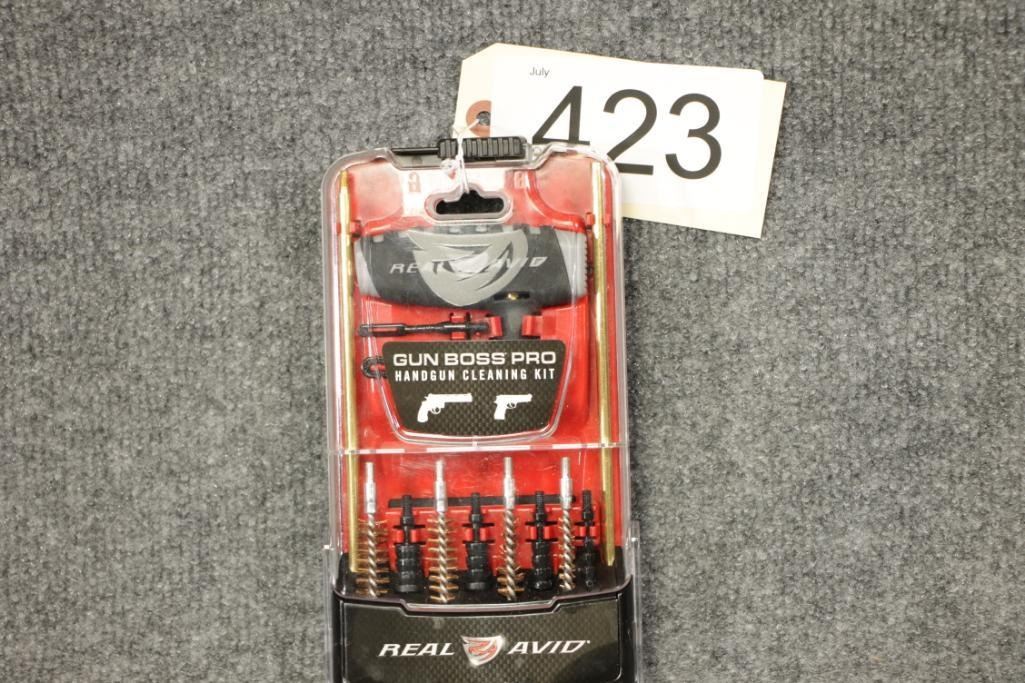 July
423
REAL AVID
GUN BOSS PRO
HANDGUN CLEANING KIT
REAL AVID